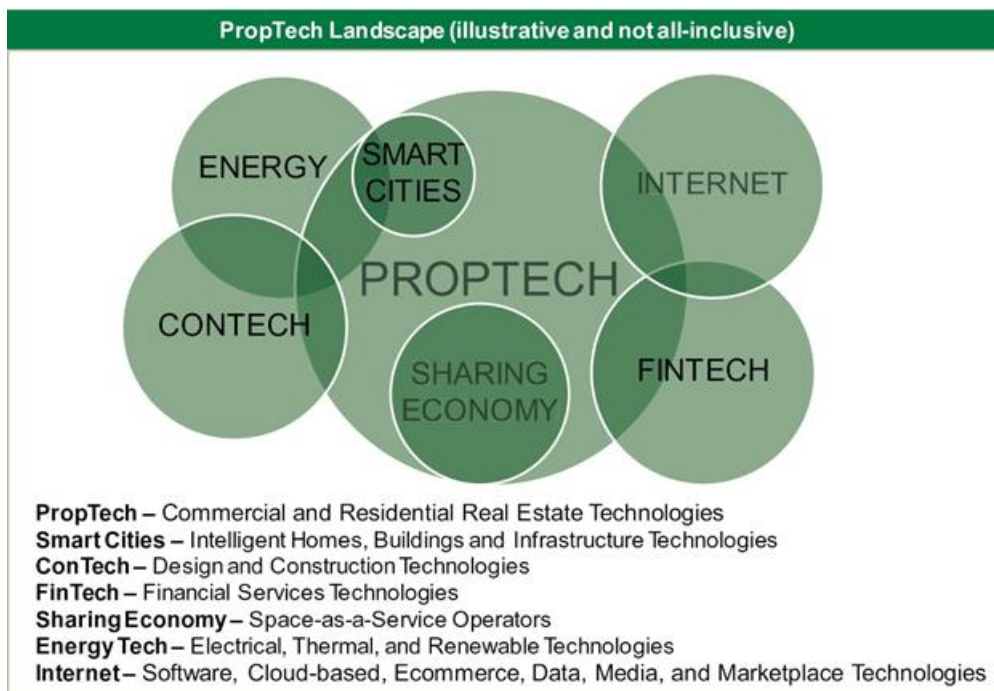 PropTech Landscape (illustrative and not all-inclusive)
ENERGY
SMART
CITIES
INTERNET
PROPTECH
CONTECH
SHARING
ECONOMY
FINTECH
PropTech – Commercial and Residential Real Estate Technologies
Smart Cities – Intelligent Homes, Buildings and Infrastructure Technologies
ConTech – Design and Construction Technologies
FinTech – Financial Services Technologies
Sharing Economy – Space-as-a-Service Operators
Energy Tech – Electrical, Thermal, and Renewable Technologies
Internet – Software, Cloud-based, Ecommerce, Data, Media, and Marketplace Technologies